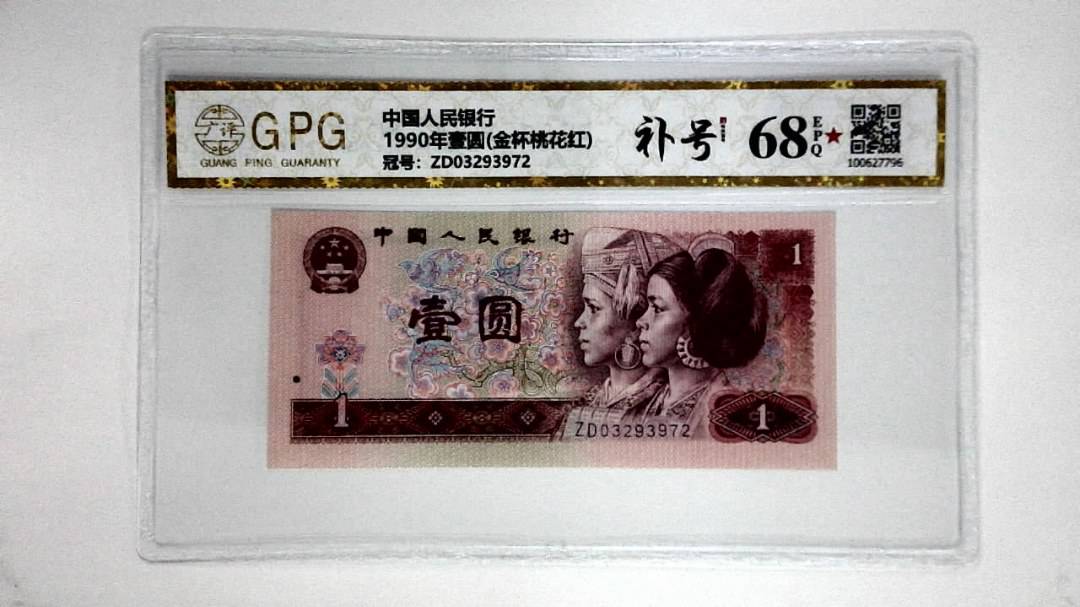 广评
GPG
GUANG PING GUARANTY
中国人民银行
1990年壹圆(金杯桃花红)
冠号：ZD03293972
补号
68
EPQ
100627796
中国人民银行
1
壹圆
1
1
ZD03293972